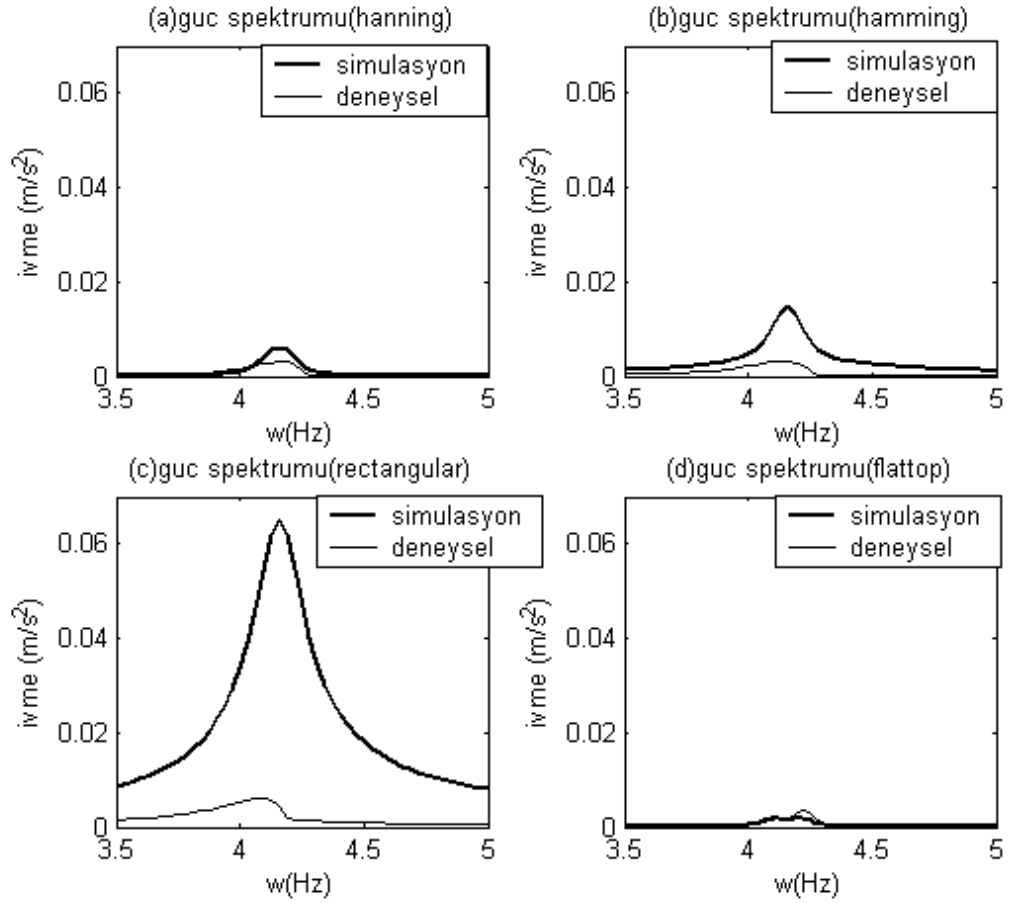 (a)guc spektrumu(hanning)
simulasyon
deneysel
ivme (m/s²)
0.06
0.04
0.02
0
3.5 4 4.5 5
w(Hz)
(b)guc spektrumu(hamming)
simulasyon
deneysel
ivme (m/s²)
0.06
0.04
0.02
0
3.5 4 4.5 5
w(Hz)
(c)guc spektrumu(rectangular)
simulasyon
deneysel
ivme (m/s²)
0.06
0.04
0.02
0
3.5 4 4.5 5
w(Hz)
(d)guc spektrumu(flattop)
simulasyon
deneysel
ivme (m/s²)
0.06
0.04
0.02
0
3.5 4 4.5 5
w(Hz)